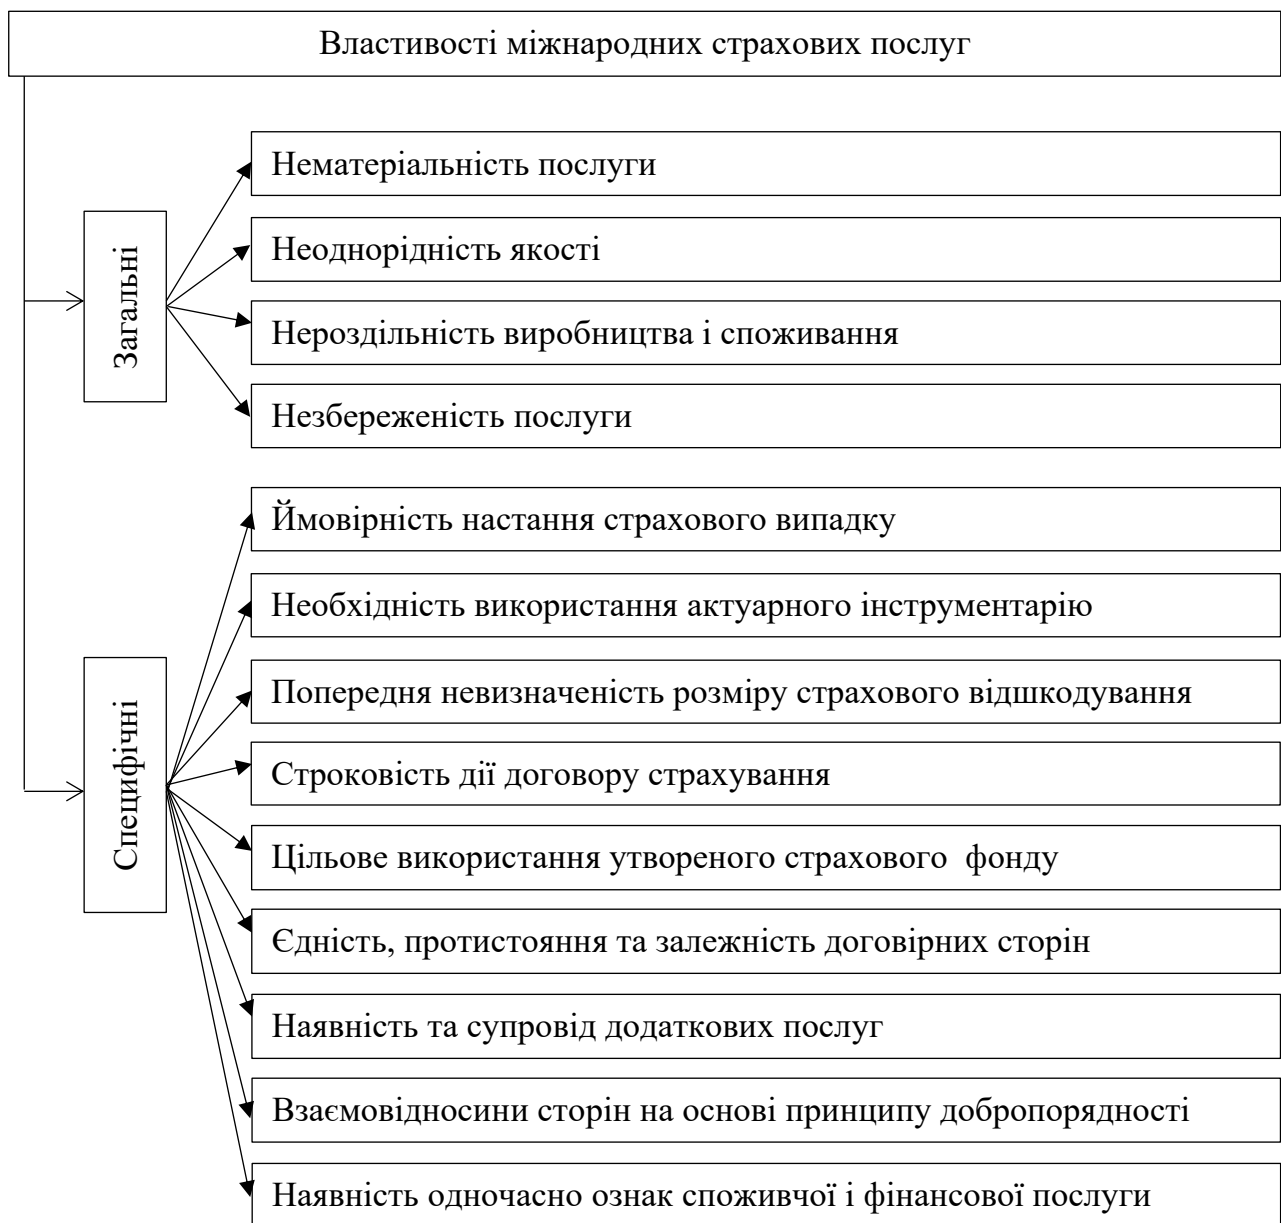 Властивості міжнародних страхових послуг
Загальні
Нематеріальність послуги
Неоднорідність якості
Нероздільність виробництва і споживання
Незбереженість послуги
Специфічні
Ймовірність настання страхового випадку
Необхідність використання актуарного інструментарію
Попередня невизначеність розміру страхового відшкодування
Строковість дії договору страхування
Цільове використання утвореного страхового  фонду
Єдність, протистояння та залежність договірних сторін
Наявність та супровід додаткових послуг
Взаємовідносини сторін на основі принципу добропорядності
Наявність одночасно ознак споживчої і фінансової послуги